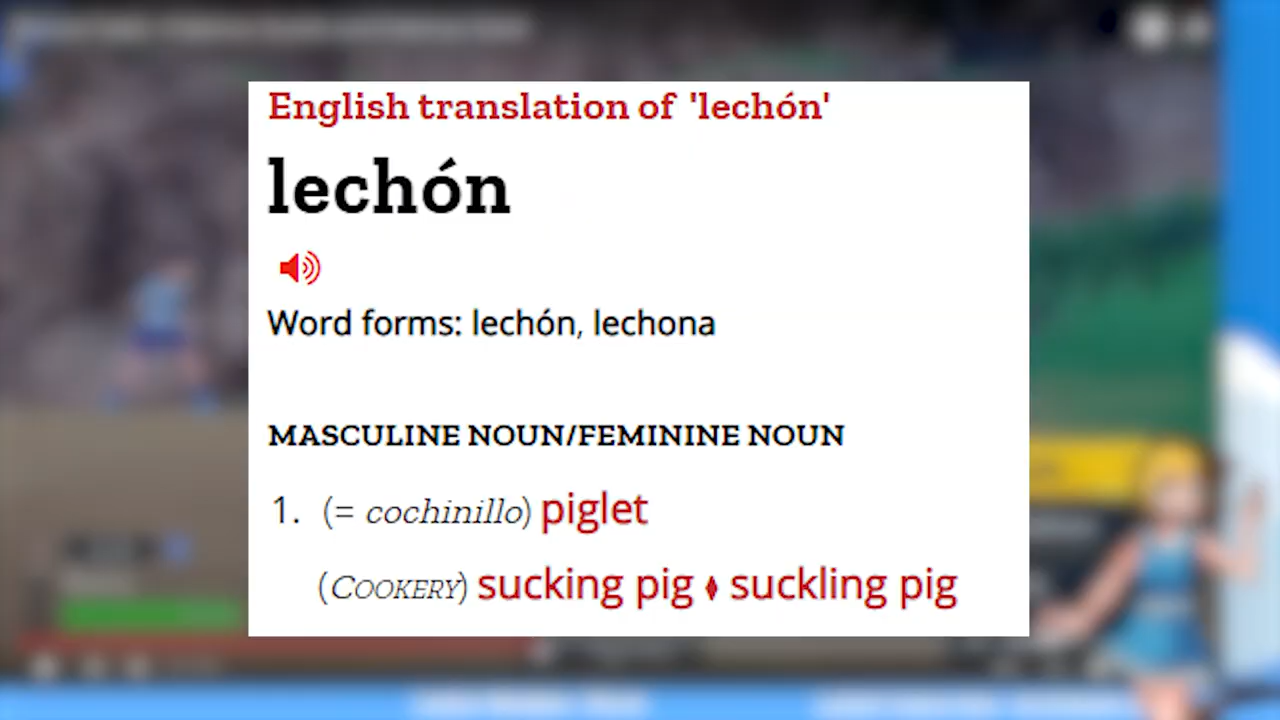 English translation of 'lechón'
lechón
Word forms: lechón, lechona
MASCULINE NOUN/FEMININE NOUN
1. (= cochinillo) piglet
(COOKERY) sucking pig ♦ suckling pig